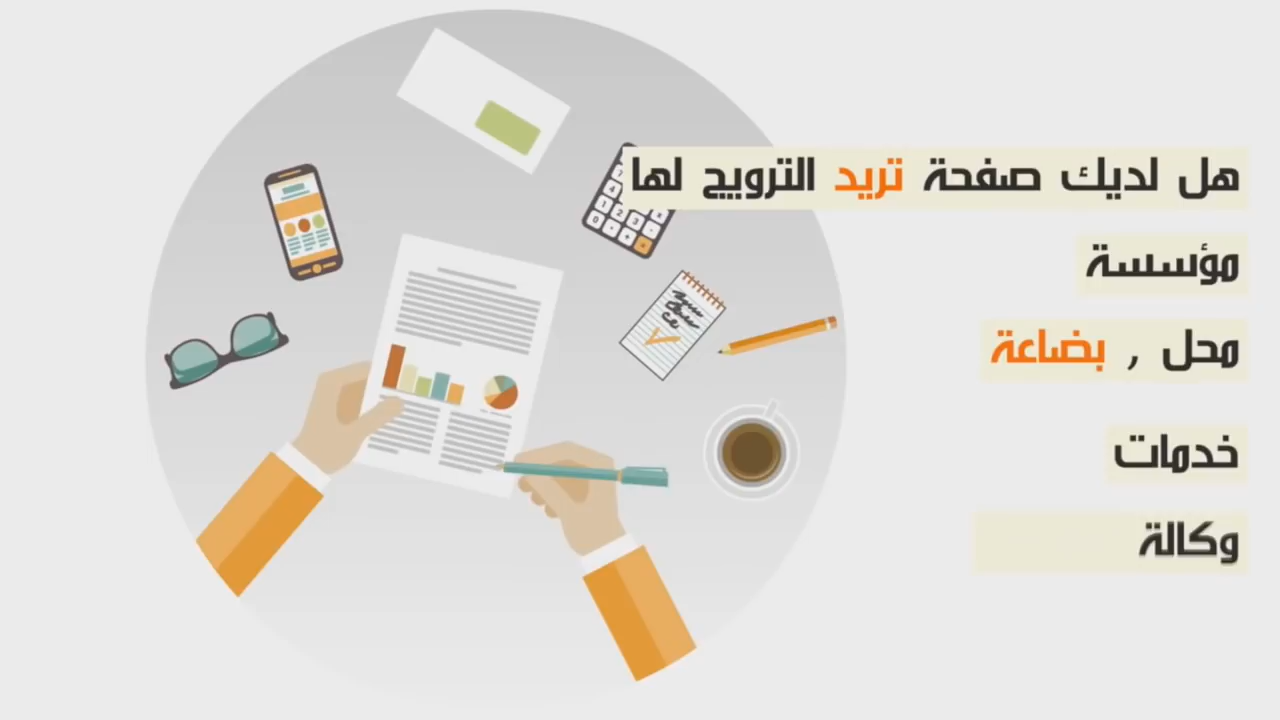 هل لديك صفحة تريد الترويج لها
مؤسسة
محل , بضاعة
خدمات
وكالة